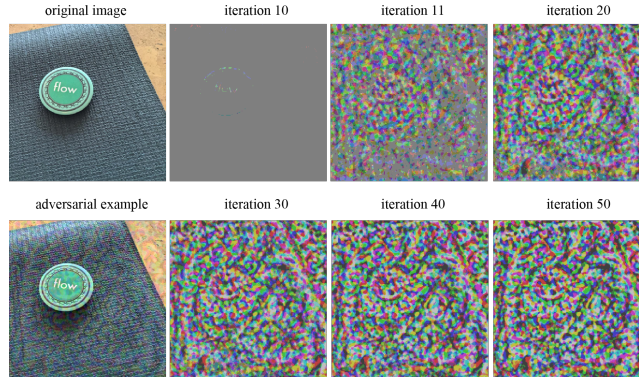 original image
iteration 10
iteration 11
iteration 20
flow
adversarial example
iteration 30
iteration 40
iteration 50
flow